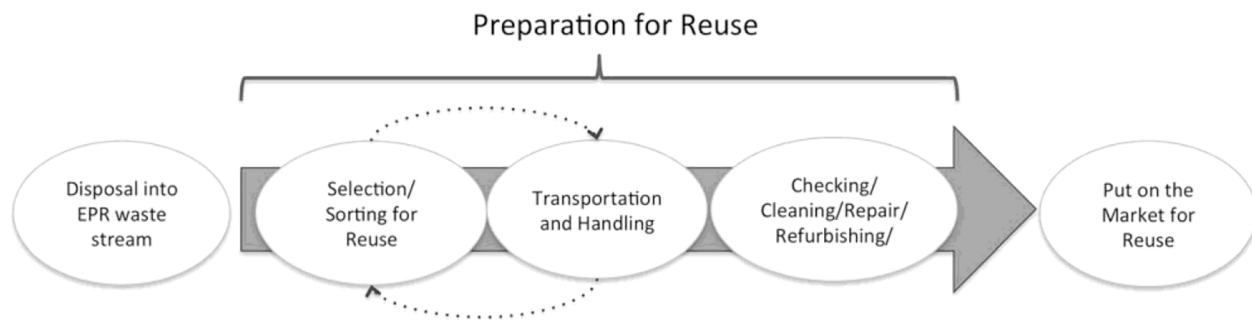 Preparation for Reuse
Disposal into
EPR waste
stream
Selection/
Sorting for
Reuse
Transportation
and Handling
Checking/
Cleaning/Repair/
Refurbishing/
Put on the
Market for
Reuse